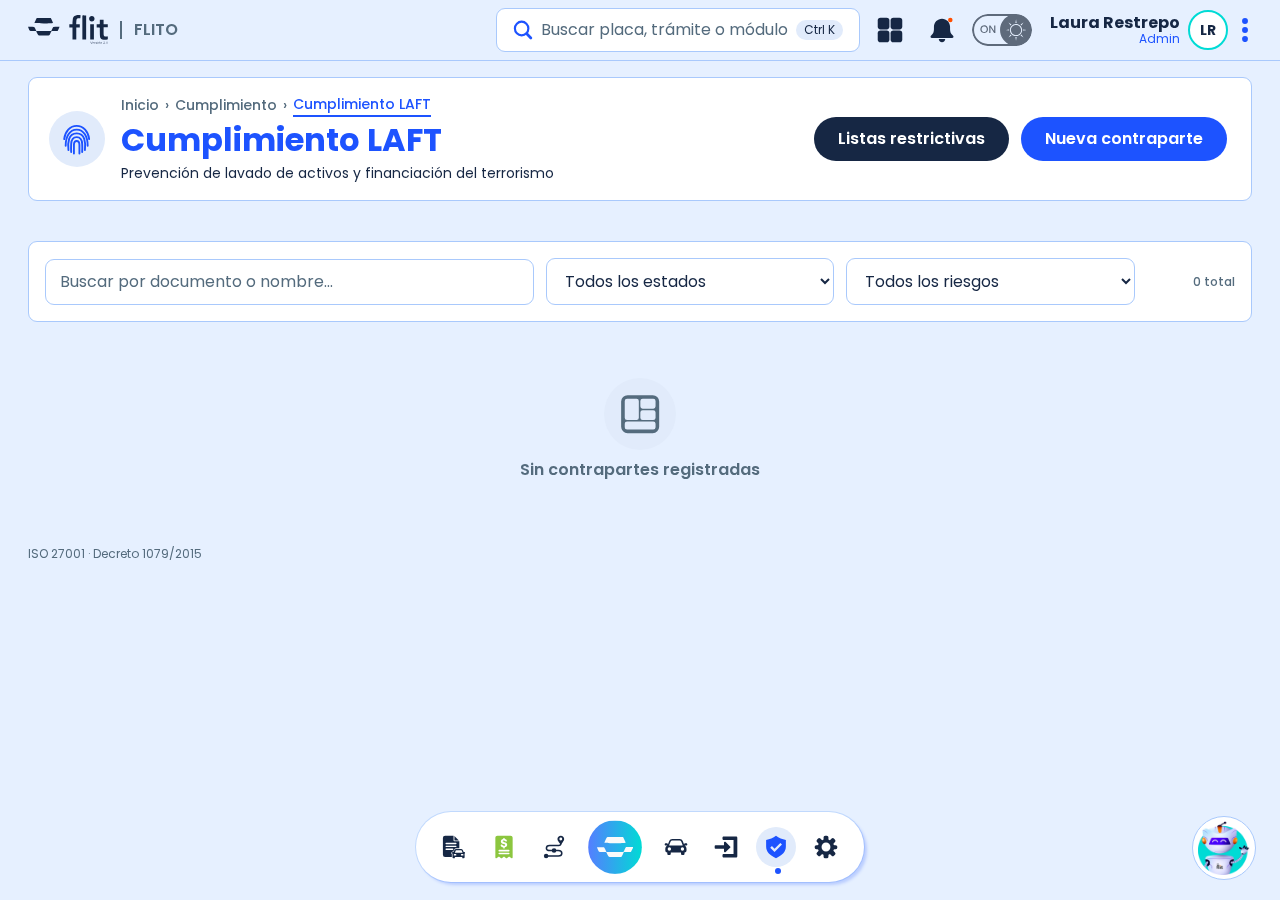 flit
FLITO
Buscar placa, trámite o módulo
Ctrl K
ON
Laura Restrepo
Admin
LR
Inicio › Cumplimiento › Cumplimiento LAFT
Cumplimiento LAFT
Prevención de lavado de activos y financiación del terrorismo
Listas restrictivas
Nueva contraparte
Buscar por documento o nombre...
Todos los estados
Todos los riesgos
0 total
Sin contrapartes registradas
ISO 27001 · Decreto 1079/2015